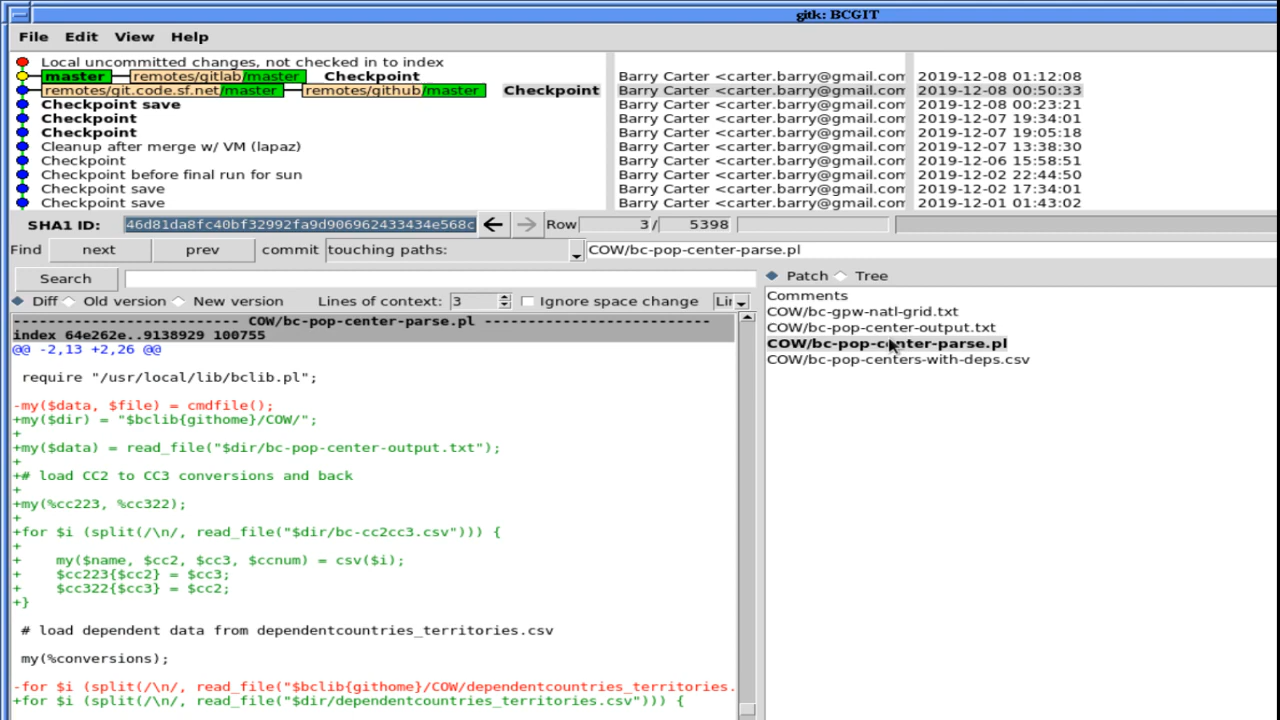 gitk: BCGIT
File Edit View Help
Local uncommitted changes, not checked in to index
master remotes/gitlab/master Checkpoint Barry Carter <carter.barry@gmail.com 2019-12-08 01:12:08
remotes/git.code.sf.net/master remotes/github/master Checkpoint Barry Carter <carter.barry@gmail.com 2019-12-08 00:50:33
Checkpoint save Barry Carter <carter.barry@gmail.com 2019-12-08 00:23:21
Checkpoint Barry Carter <carter.barry@gmail.com 2019-12-07 19:34:01
Checkpoint Barry Carter <carter.barry@gmail.com 2019-12-07 19:05:18
Cleanup after merge w/ VM (lapaz) Barry Carter <carter.barry@gmail.com 2019-12-07 13:38:30
Checkpoint Barry Carter <carter.barry@gmail.com 2019-12-06 15:58:51
Checkpoint before final run for sun Barry Carter <carter.barry@gmail.com 2019-12-02 22:44:50
Checkpoint save Barry Carter <carter.barry@gmail.com 2019-12-02 17:34:01
Checkpoint save Barry Carter <carter.barry@gmail.com 2019-12-01 01:43:02
SHA1 ID: 46d81da8fc40bf32992fa9d906962433434e568c Row 3 / 5398
Find next prev commit touching paths: COW/bc-pop-center-parse.pl
Search
Diff Old version New version Lines of context: 3 Ignore space change Lin
Patch Tree
Comments
COW/bc-gpw-natl-grid.txt
COW/bc-pop-center-output.txt
COW/bc-pop-center-parse.pl
COW/bc-pop-centers-with-deps.csv
-------------------------- COW/bc-pop-center-parse.pl --------------------------
index 64e262e..9138929 100755
@@ -2,13 +2,26 @@
require "/usr/local/lib/bclib.pl";
-my($data, $file) = cmdfile();
+my($dir) = "$bclib{githome}/COW/";
+
+my($data) = read_file("$dir/bc-pop-center-output.txt");
+
+# load CC2 to CC3 conversions and back
+
+my(%cc223, %cc322);
+
+for $i (split(/\n/, read_file("$dir/bc-cc2cc3.csv"))) {
+
+    my($name, $cc2, $cc3, $ccnum) = csv($i);
+    $cc223{$cc2} = $cc3;
+    $cc322{$cc3} = $cc2;
+}
# load dependent data from dependentcountries_territories.csv
my(%conversions);
-for $i (split(/\n/, read_file("$bclib{githome}/COW/dependentcountries_territories.
+for $i (split(/\n/, read_file("$dir/dependentcountries_territories.csv"))) {